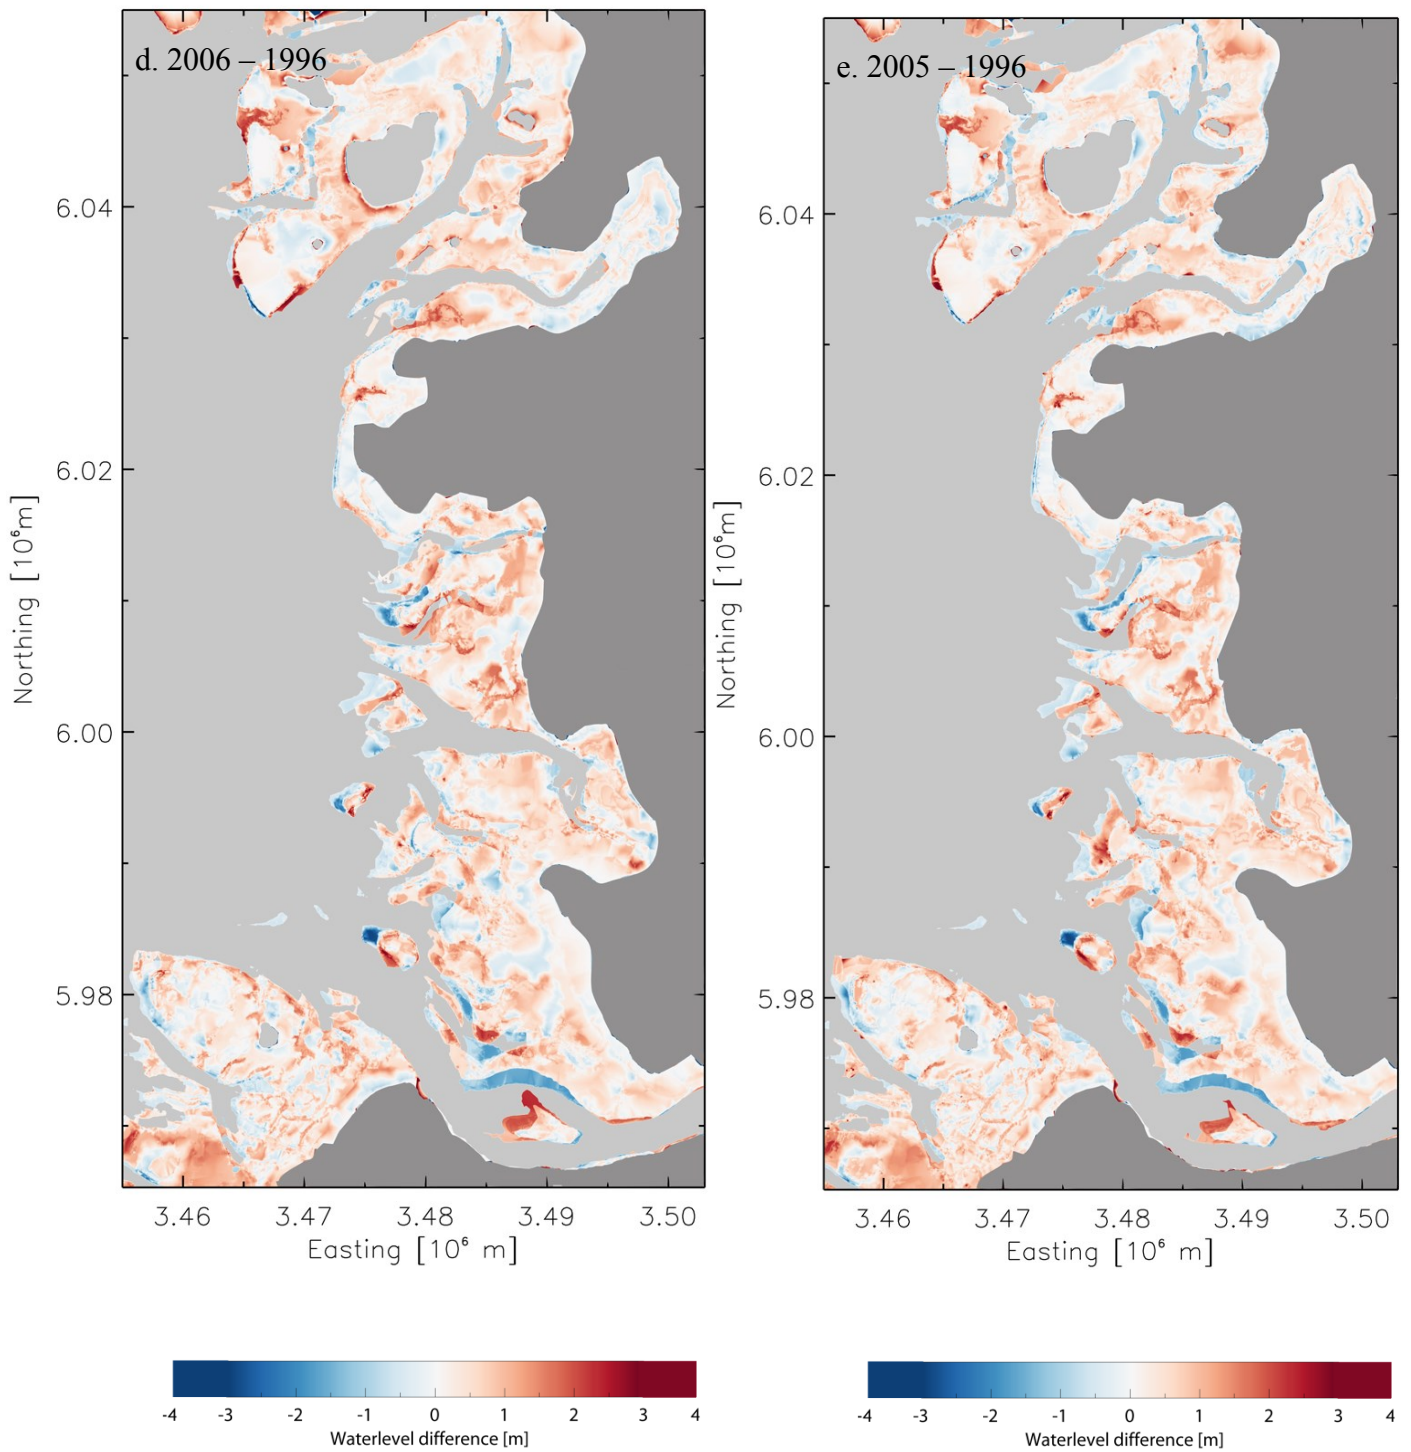 d. 2006 – 1996
e. 2005 – 1996
6.04
6.02
6.00
5.98
Northing [10⁶m]
3.46 3.47 3.48 3.49 3.50
Easting [10⁶ m]
6.04
6.02
6.00
5.98
Northing [10⁶m]
3.46 3.47 3.48 3.49 3.50
Easting [10⁶ m]
-4 -3 -2 -1 0 1 2 3 4
Waterlevel difference [m]
-4 -3 -2 -1 0 1 2 3 4
Waterlevel difference [m]